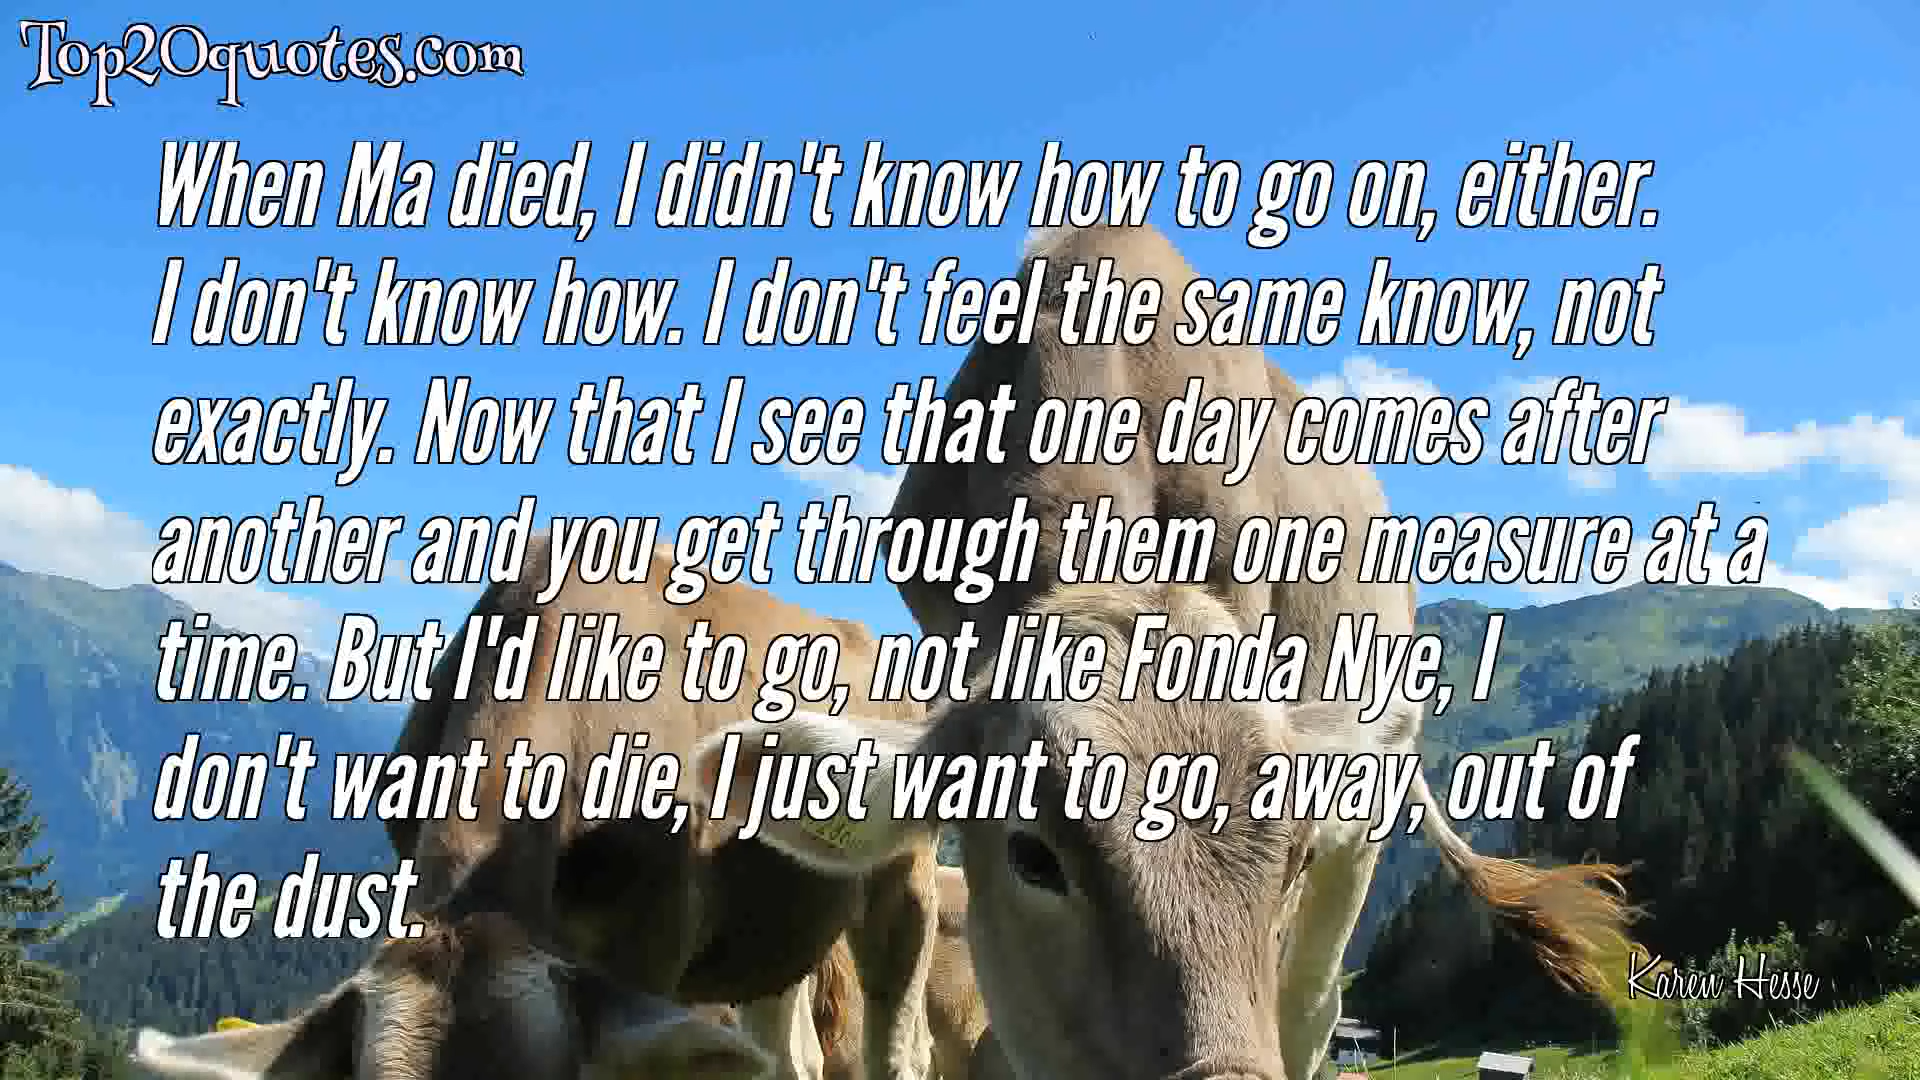 Top20quotes.com
When Ma died, I didn't know how to go on, either.
I don't know how. I don't feel the same know, not
exactly. Now that I see that one day comes after
another and you get through them one measure at a
time. But I'd like to go, not like Fonda Nye, I
don't want to die, I just want to go, away, out of
the dust.
Karen Hesse